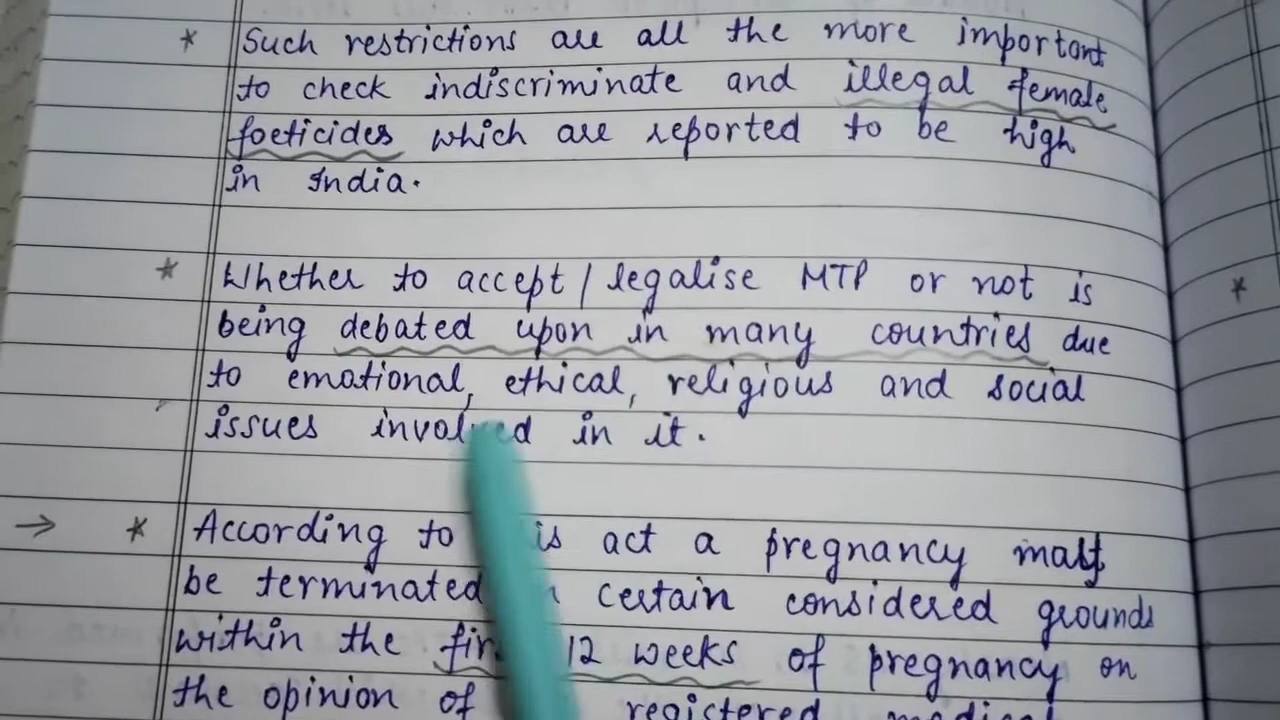 * Such restrictions are all the more important
to check indiscriminate and illegal female
foeticides which are reported to be high
in India.
* Whether to accept / legalise MTP or not is
being debated upon in many countries due
to emotional, ethical, religious and social
issues involved in it.
→ * According to is act a pregnancy may
be terminated certain considered grounds
within the 12 weeks of pregnancy on
the opinion of registered medical
*